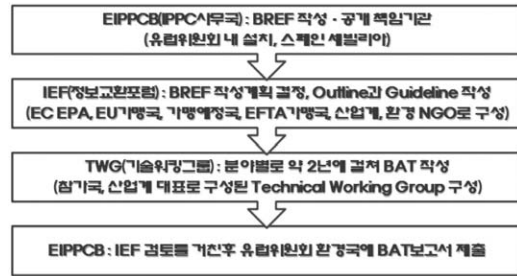 EIPPCB(IPPC사무국) : BREF 작성 · 공개 책임기관
(유럽위원회 내 설치, 스페인 세빌리아)
IEF(정보교환포럼) : BREF 작성계획 결정, Outline과 Guideline 작성
(EC EPA, EU가맹국, 가맹예정국, EFTA가맹국, 산업계, 환경 NGO로 구성)
TWG(기술워킹그룹) : 분야별로 약 2년에 걸쳐 BAT 작성
(참가국, 산업계 대표로 구성된 Technical Working Group 구성)
EIPPCB : IEF 검토를 거친후 유럽위원회 환경국에 BAT보고서 제출